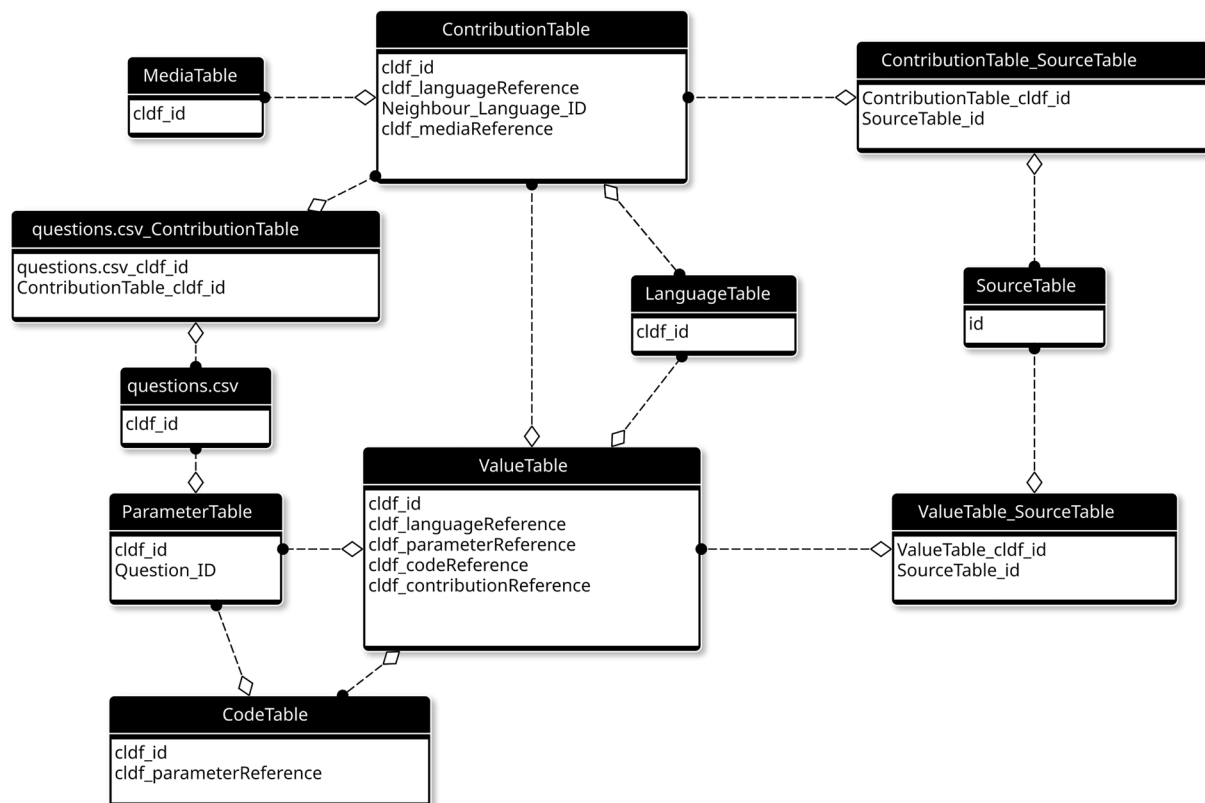 ContributionTable
cldf_id
cldf_languageReference
Neighbour_Language_ID
cldf_mediaReference
MediaTable
cldf_id
ContributionTable_SourceTable
ContributionTable_cldf_id
SourceTable_id
questions.csv_ContributionTable
questions.csv_cldf_id
ContributionTable_cldf_id
LanguageTable
cldf_id
SourceTable
id
questions.csv
cldf_id
ValueTable
cldf_id
cldf_languageReference
cldf_parameterReference
cldf_codeReference
cldf_contributionReference
ParameterTable
cldf_id
Question_ID
ValueTable_SourceTable
ValueTable_cldf_id
SourceTable_id
CodeTable
cldf_id
cldf_parameterReference